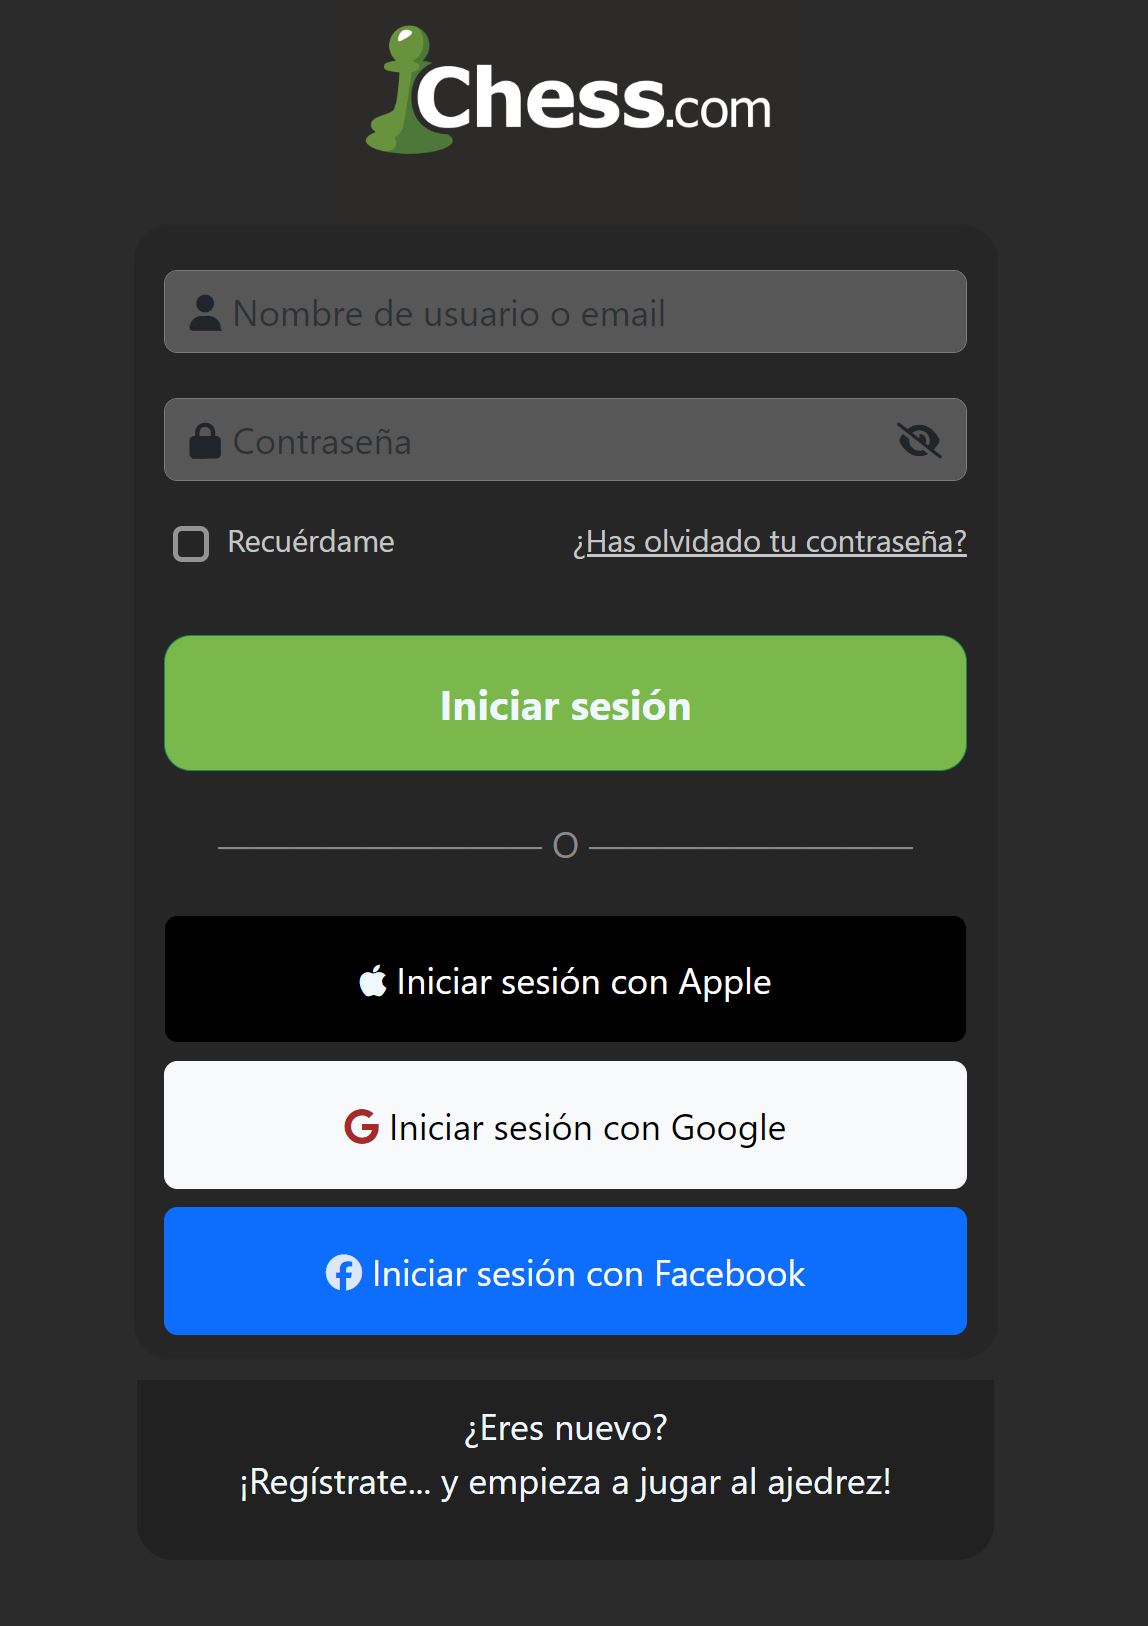 Chess.com
Nombre de usuario o email
Contraseña
Recuérdame
¿Has olvidado tu contraseña?
Iniciar sesión
O
Iniciar sesión con Apple
Iniciar sesión con Google
Iniciar sesión con Facebook
¿Eres nuevo?
¡Regístrate... y empieza a jugar al ajedrez!